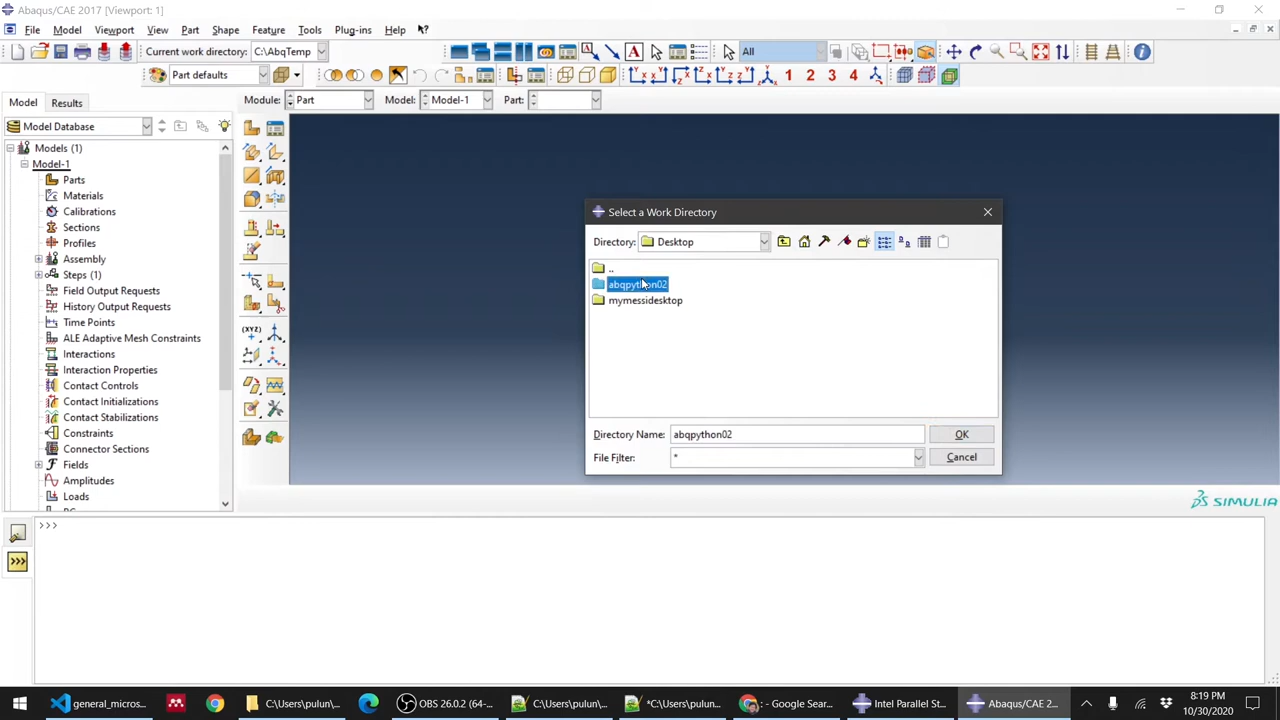 Abaqus/CAE 2017 [Viewport: 1]
File Model Viewport View Part Shape Feature Tools Plug-ins Help
Current work directory: C:\AbqTemp
All
Part defaults
1 2 3 4
Model Results
Module: Part Model: Model-1 Part:
Model Database
Models (1)
Model-1
Parts
Materials
Calibrations
Sections
Profiles
Assembly
Steps (1)
Field Output Requests
History Output Requests
Time Points
ALE Adaptive Mesh Constraints
Interactions
Interaction Properties
Contact Controls
Contact Initializations
Contact Stabilizations
Constraints
Connector Sections
Fields
Amplitudes
Loads
(XYZ)
Select a Work Directory
Directory: Desktop
..
abqpython02
mymessidesktop
Directory Name: abqpython02 OK
File Filter: * Cancel
SIMULIA
>>>
>>>
general_micros... C:\Users\pulun\... OBS 26.0.2 (64-... C:\Users\pulun\... *C:\Users\pulun\... : - Google Sear... Intel Parallel St... Abaqus/CAE 2...
8:19 PM
10/30/2020